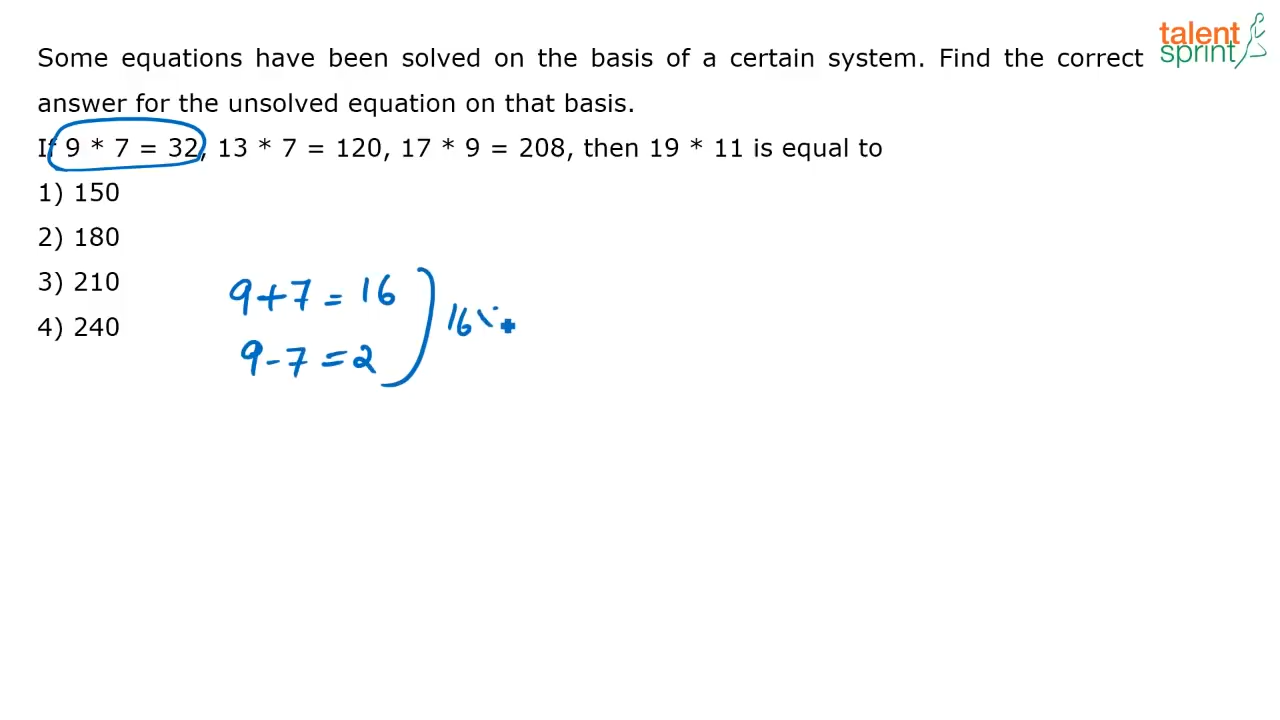 talent
sprint
Some equations have been solved on the basis of a certain system. Find the correct
answer for the unsolved equation on that basis.
If 9 * 7 = 32, 13 * 7 = 120, 17 * 9 = 208, then 19 * 11 is equal to
1) 150
2) 180
3) 210
4) 240
9+7 = 16
9-7 = 2
16